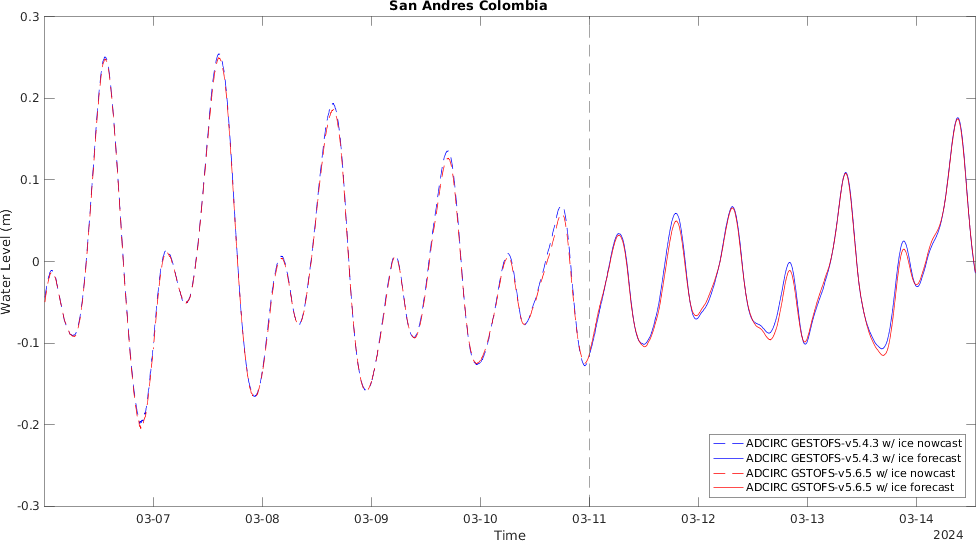 San Andres Colombia
0.3
0.2
0.1
0
-0.1
-0.2
-0.3
Water Level (m)
ADCIRC GESTOFS-v5.4.3 w/ ice nowcast
ADCIRC GESTOFS-v5.4.3 w/ ice forecast
ADCIRC GSTOFS-v5.6.5 w/ ice nowcast
ADCIRC GSTOFS-v5.6.5 w/ ice forecast
03-07 03-08 03-09 03-10 03-11 03-12 03-13 03-14
Time
2024